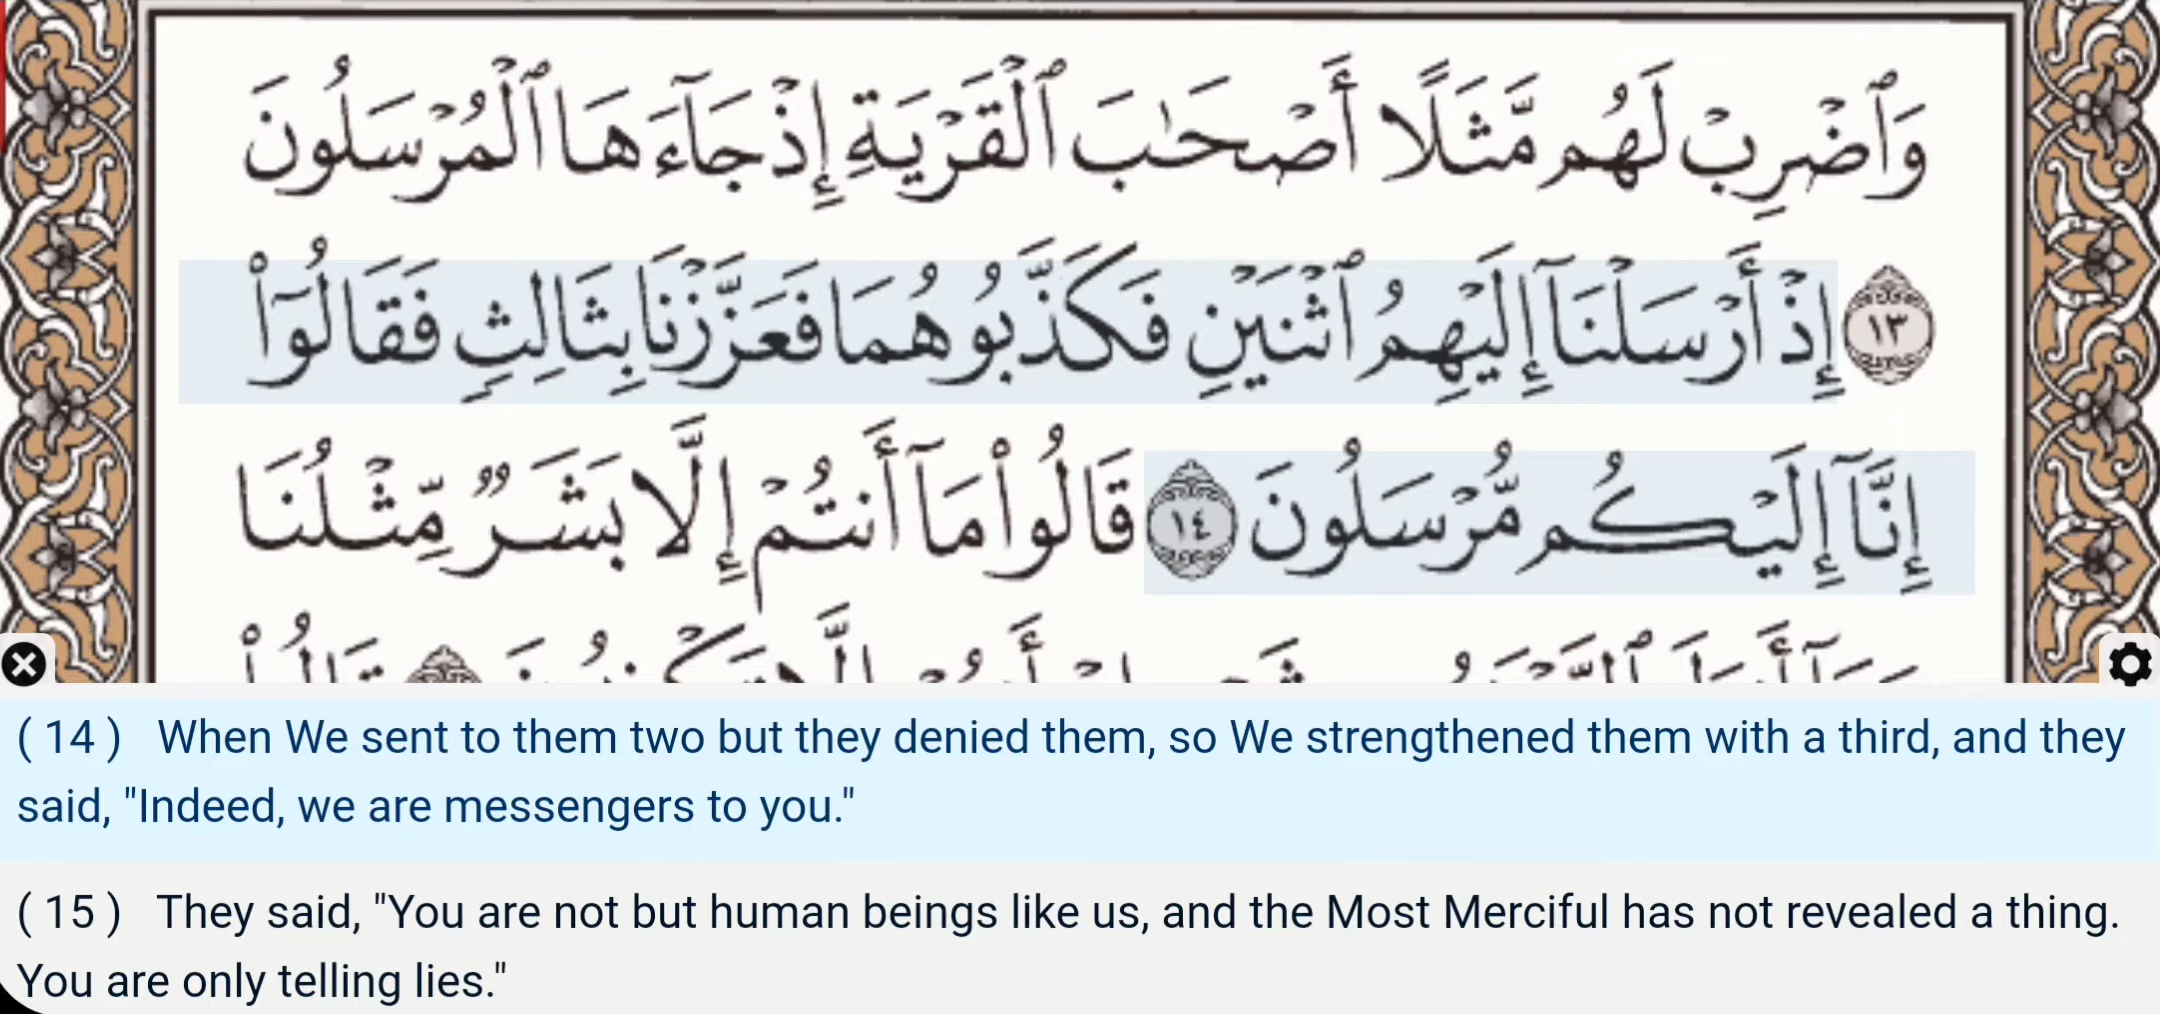 وَٱضْرِبْ لَهُم مَّثَلًا أَصْحَٰبَ ٱلْقَرْيَةِ إِذْ جَآءَهَا ٱلْمُرْسَلُونَ
١٣ إِذْ أَرْسَلْنَآ إِلَيْهِمُ ٱثْنَيْنِ فَكَذَّبُوهُمَا فَعَزَّزْنَا بِثَالِثٍ فَقَالُوٓا۟
إِنَّآ إِلَيْكُم مُّرْسَلُونَ ١٤ قَالُوا۟ مَآ أَنتُمْ إِلَّا بَشَرٌ مِّثْلُنَا
( 14 ) When We sent to them two but they denied them, so We strengthened them with a third, and they
said, "Indeed, we are messengers to you."
( 15 ) They said, "You are not but human beings like us, and the Most Merciful has not revealed a thing.
You are only telling lies."